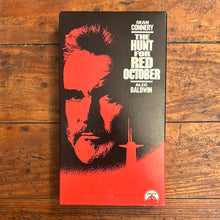 SEAN
CONNERY
THE
HUNT
FOR
RED
OCTOBER
ALEC
BALDWIN